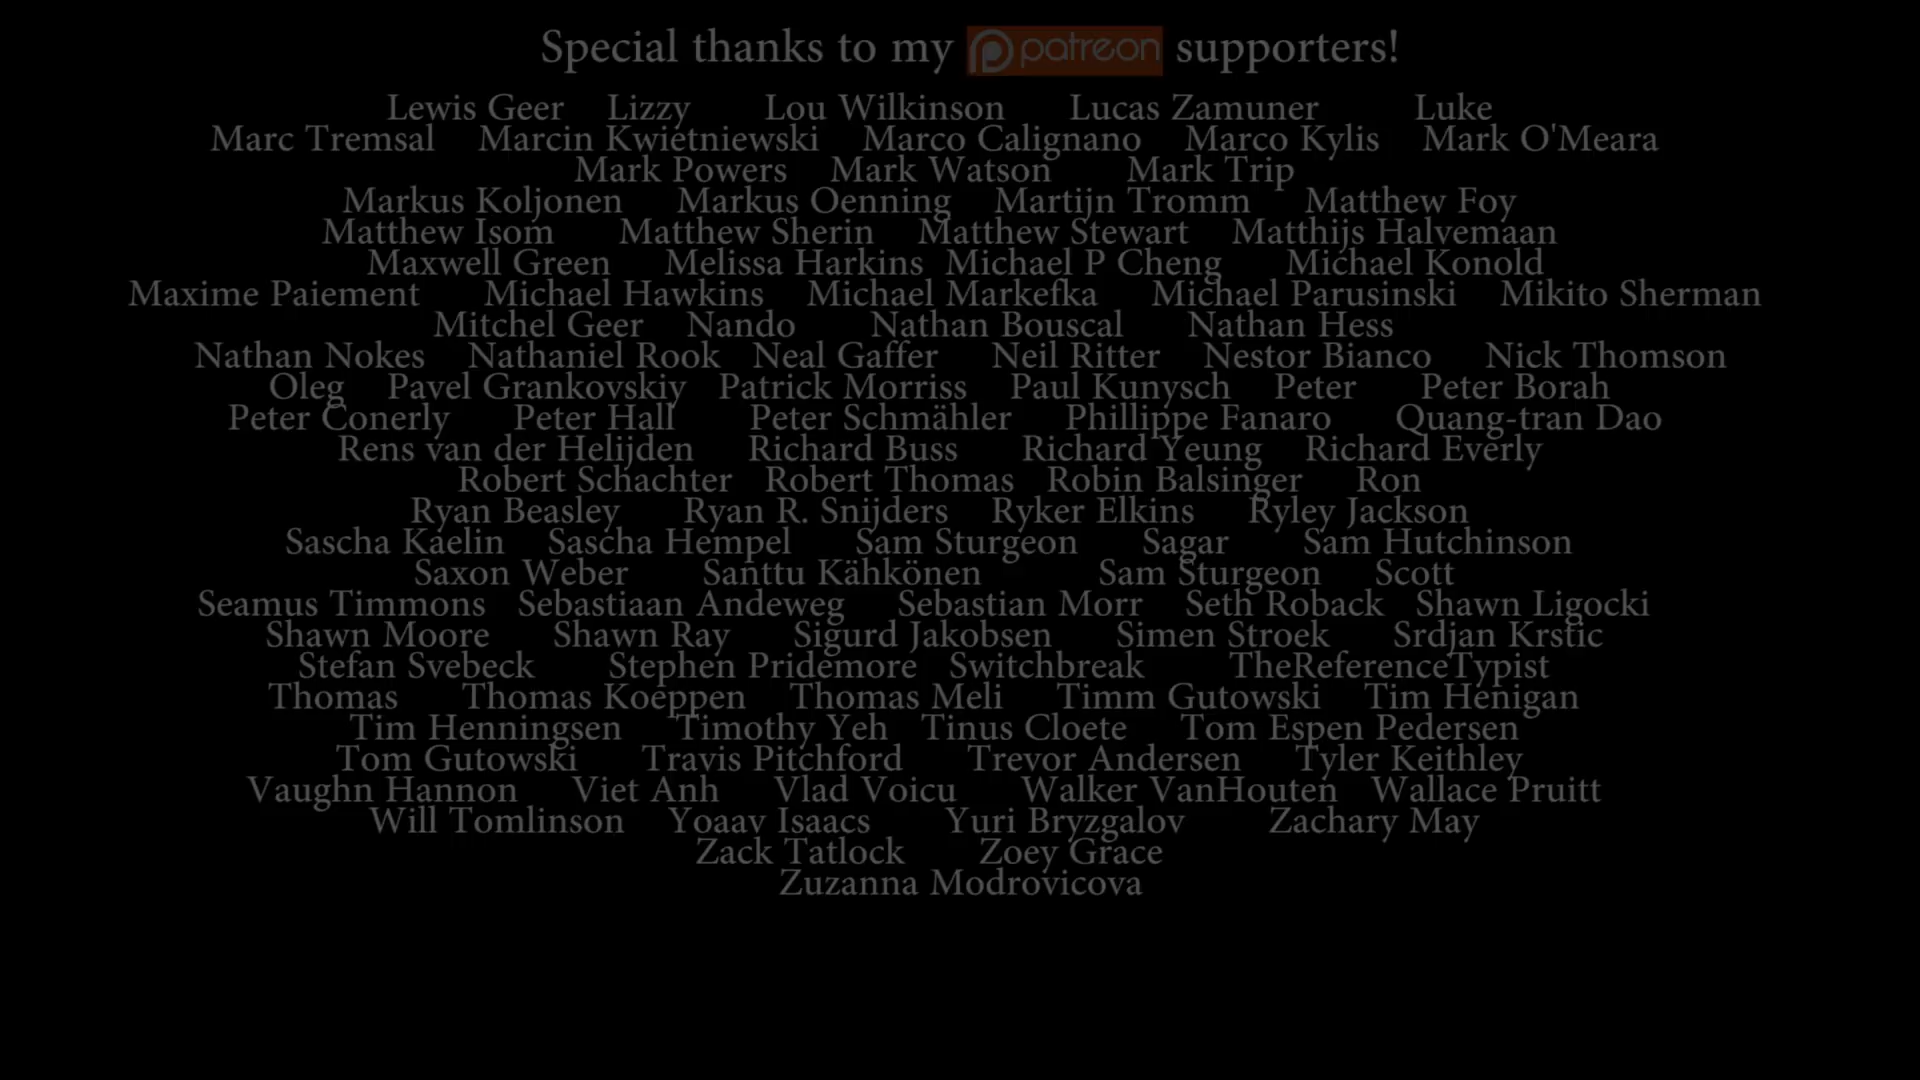 Special thanks to my patreon supporters!
Lewis Geer Lizzy Lou Wilkinson Lucas Zamuner Luke
Marc Tremsal Marcin Kwietniewski Marco Calignano Marco Kylis Mark O'Meara
Mark Powers Mark Watson Mark Trip
Markus Koljonen Markus Oenning Martijn Tromm Matthew Foy
Matthew Isom Matthew Sherin Matthew Stewart Matthijs Halvemaan
Maxwell Green Melissa Harkins Michael P Cheng Michael Konold
Maxime Paiement Michael Hawkins Michael Markefka Michael Parusinski Mikito Sherman
Mitchel Geer Nando Nathan Bouscal Nathan Hess
Nathan Nokes Nathaniel Rook Neal Gaffer Neil Ritter Nestor Bianco Nick Thomson
Oleg Pavel Grankovskiy Patrick Morriss Paul Kunysch Peter Peter Borah
Peter Conerly Peter Hall Peter Schmähler Phillippe Fanaro Quang-tran Dao
Rens van der Helijden Richard Buss Richard Yeung Richard Everly
Robert Schachter Robert Thomas Robin Balsinger Ron
Ryan Beasley Ryan R. Snijders Ryker Elkins Ryley Jackson
Sascha Kaelin Sascha Hempel Sam Sturgeon Sagar Sam Hutchinson
Saxon Weber Santtu Kähkönen Sam Sturgeon Scott
Seamus Timmons Sebastiaan Andeweg Sebastian Morr Seth Roback Shawn Ligocki
Shawn Moore Shawn Ray Sigurd Jakobsen Simen Stroek Srdjan Krstic
Stefan Svebeck Stephen Pridemore Switchbreak TheReferenceTypist
Thomas Thomas Koeppen Thomas Meli Timm Gutowski Tim Henigan
Tim Henningsen Timothy Yeh Tinus Cloete Tom Espen Pedersen
Tom Gutowski Travis Pitchford Trevor Andersen Tyler Keithley
Vaughn Hannon Viet Anh Vlad Voicu Walker VanHouten Wallace Pruitt
Will Tomlinson Yoaav Isaacs Yuri Bryzgalov Zachary May
Zack Tatlock Zoey Grace
Zuzanna Modrovicova